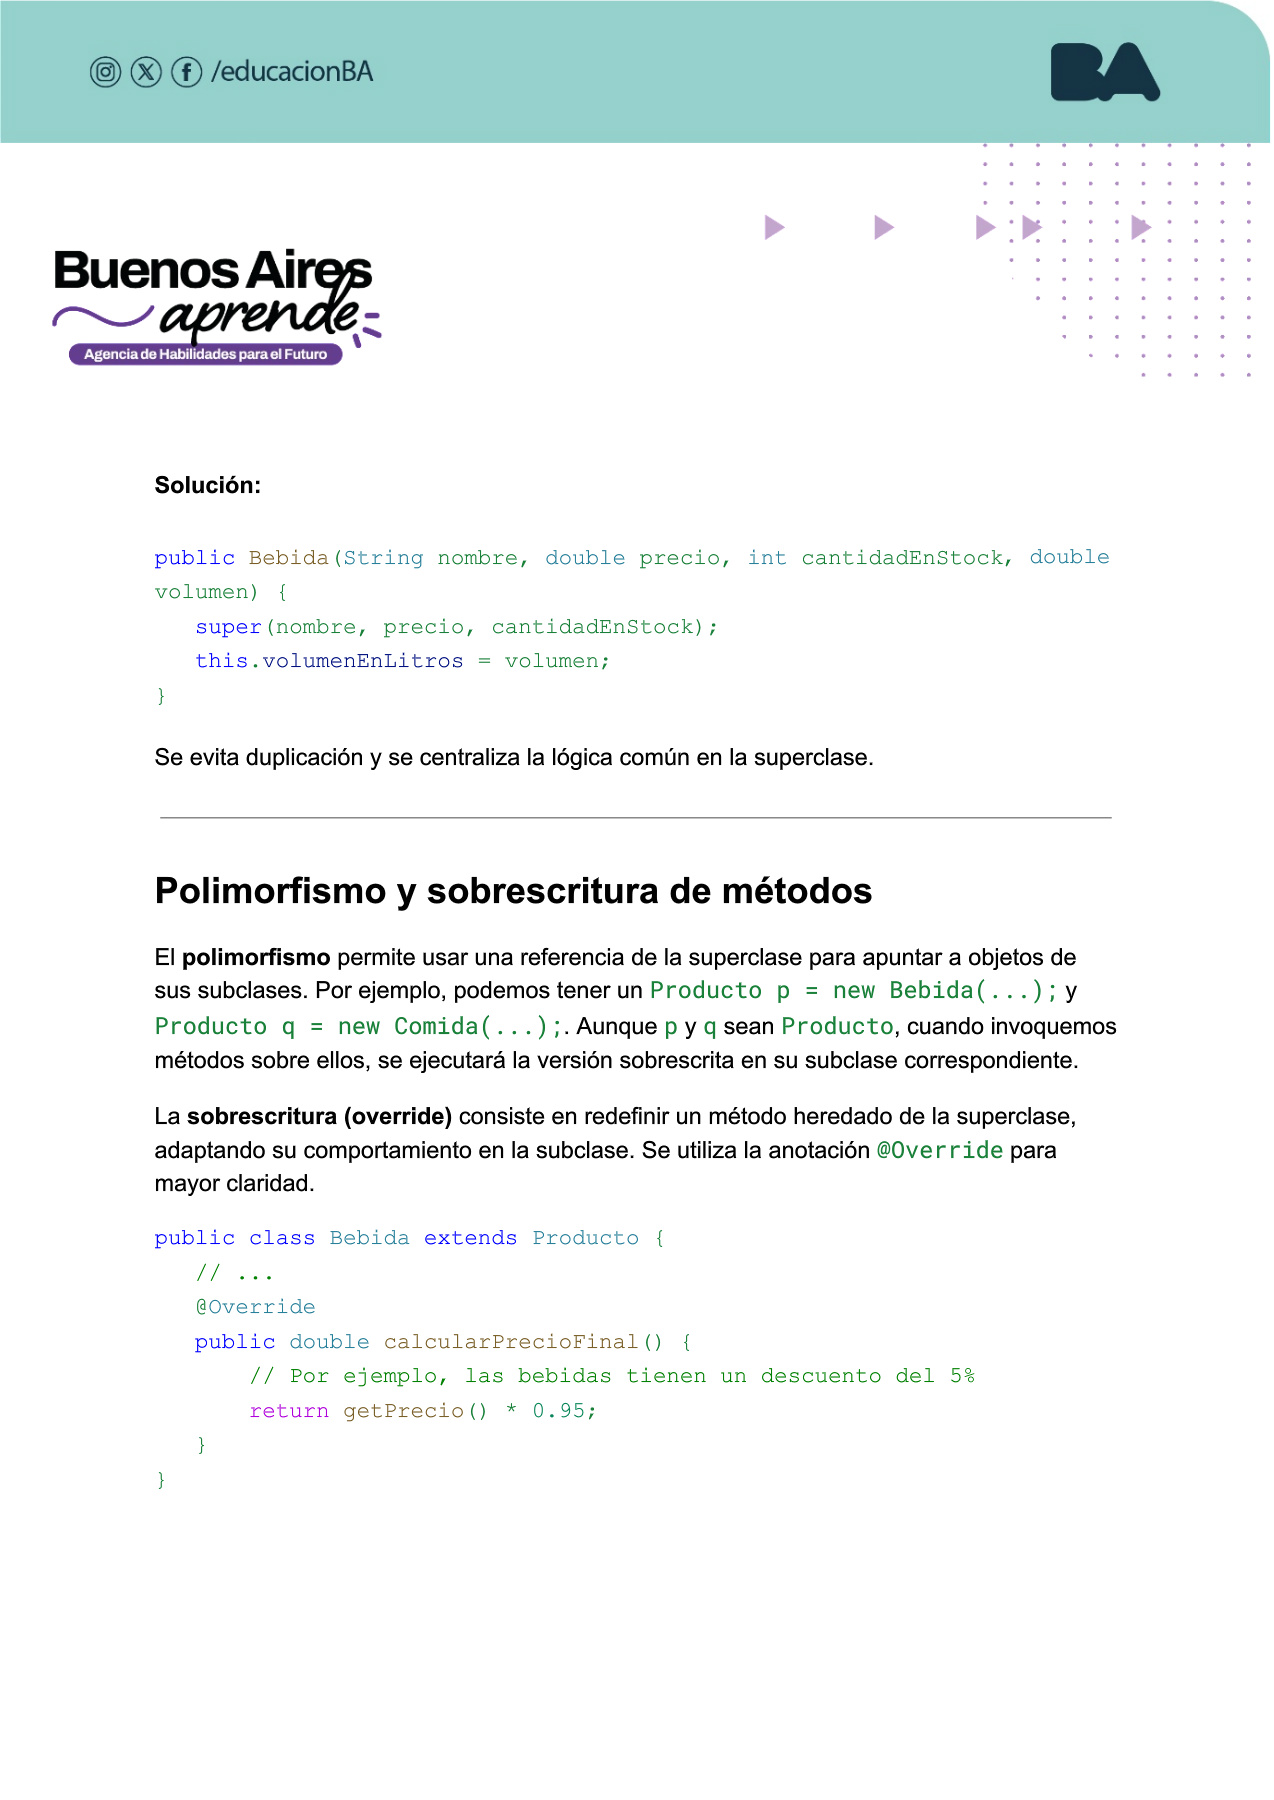 /educacionBA
BA
Buenos Aires
aprende
Agencia de Habilidades para el Futuro
Solución:
public Bebida(String nombre, double precio, int cantidadEnStock, double
volumen) {
super(nombre, precio, cantidadEnStock);
this.volumenEnLitros = volumen;
}
Se evita duplicación y se centraliza la lógica común en la superclase.
Polimorfismo y sobrescritura de métodos
El polimorfismo permite usar una referencia de la superclase para apuntar a objetos de
sus subclases. Por ejemplo, podemos tener un Producto p = new Bebida(...); y
Producto q = new Comida(...);. Aunque p y q sean Producto, cuando invoquemos
métodos sobre ellos, se ejecutará la versión sobrescrita en su subclase correspondiente.
La sobrescritura (override) consiste en redefinir un método heredado de la superclase,
adaptando su comportamiento en la subclase. Se utiliza la anotación @Override para
mayor claridad.
public class Bebida extends Producto {
// ...
@Override
public double calcularPrecioFinal() {
// Por ejemplo, las bebidas tienen un descuento del 5%
return getPrecio() * 0.95;
}
}